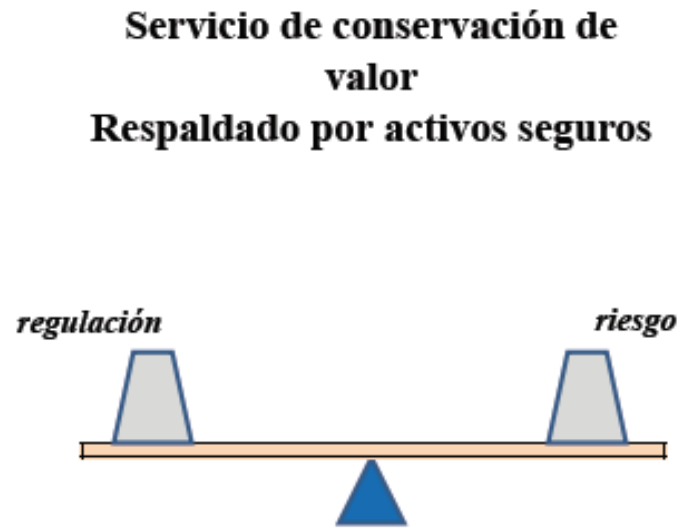 Servicio de conservación de
valor
Respaldado por activos seguros
regulación
riesgo